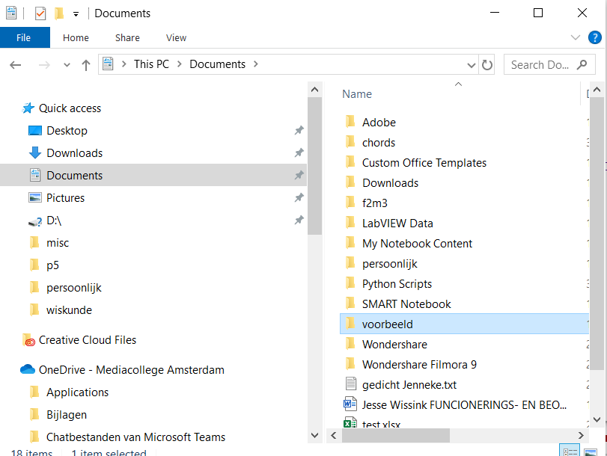 Documents
File Home Share View
This PC Documents
Search Do...
Quick access
Desktop
Downloads
Documents
Pictures
D:\
misc
p5
persoonlijk
wiskunde
Creative Cloud Files
OneDrive - Mediacollege Amsterdam
Applications
Bijlagen
Chatbestanden van Microsoft Teams
Name
Adobe
chords
Custom Office Templates
Downloads
f2m3
LabVIEW Data
My Notebook Content
persoonlijk
Python Scripts
SMART Notebook
voorbeeld
Wondershare
Wondershare Filmora 9
gedicht Jenneke.txt
Jesse Wissink FUNCIONERINGS- EN BEO...
test.xlsx
18 items 1 item selected